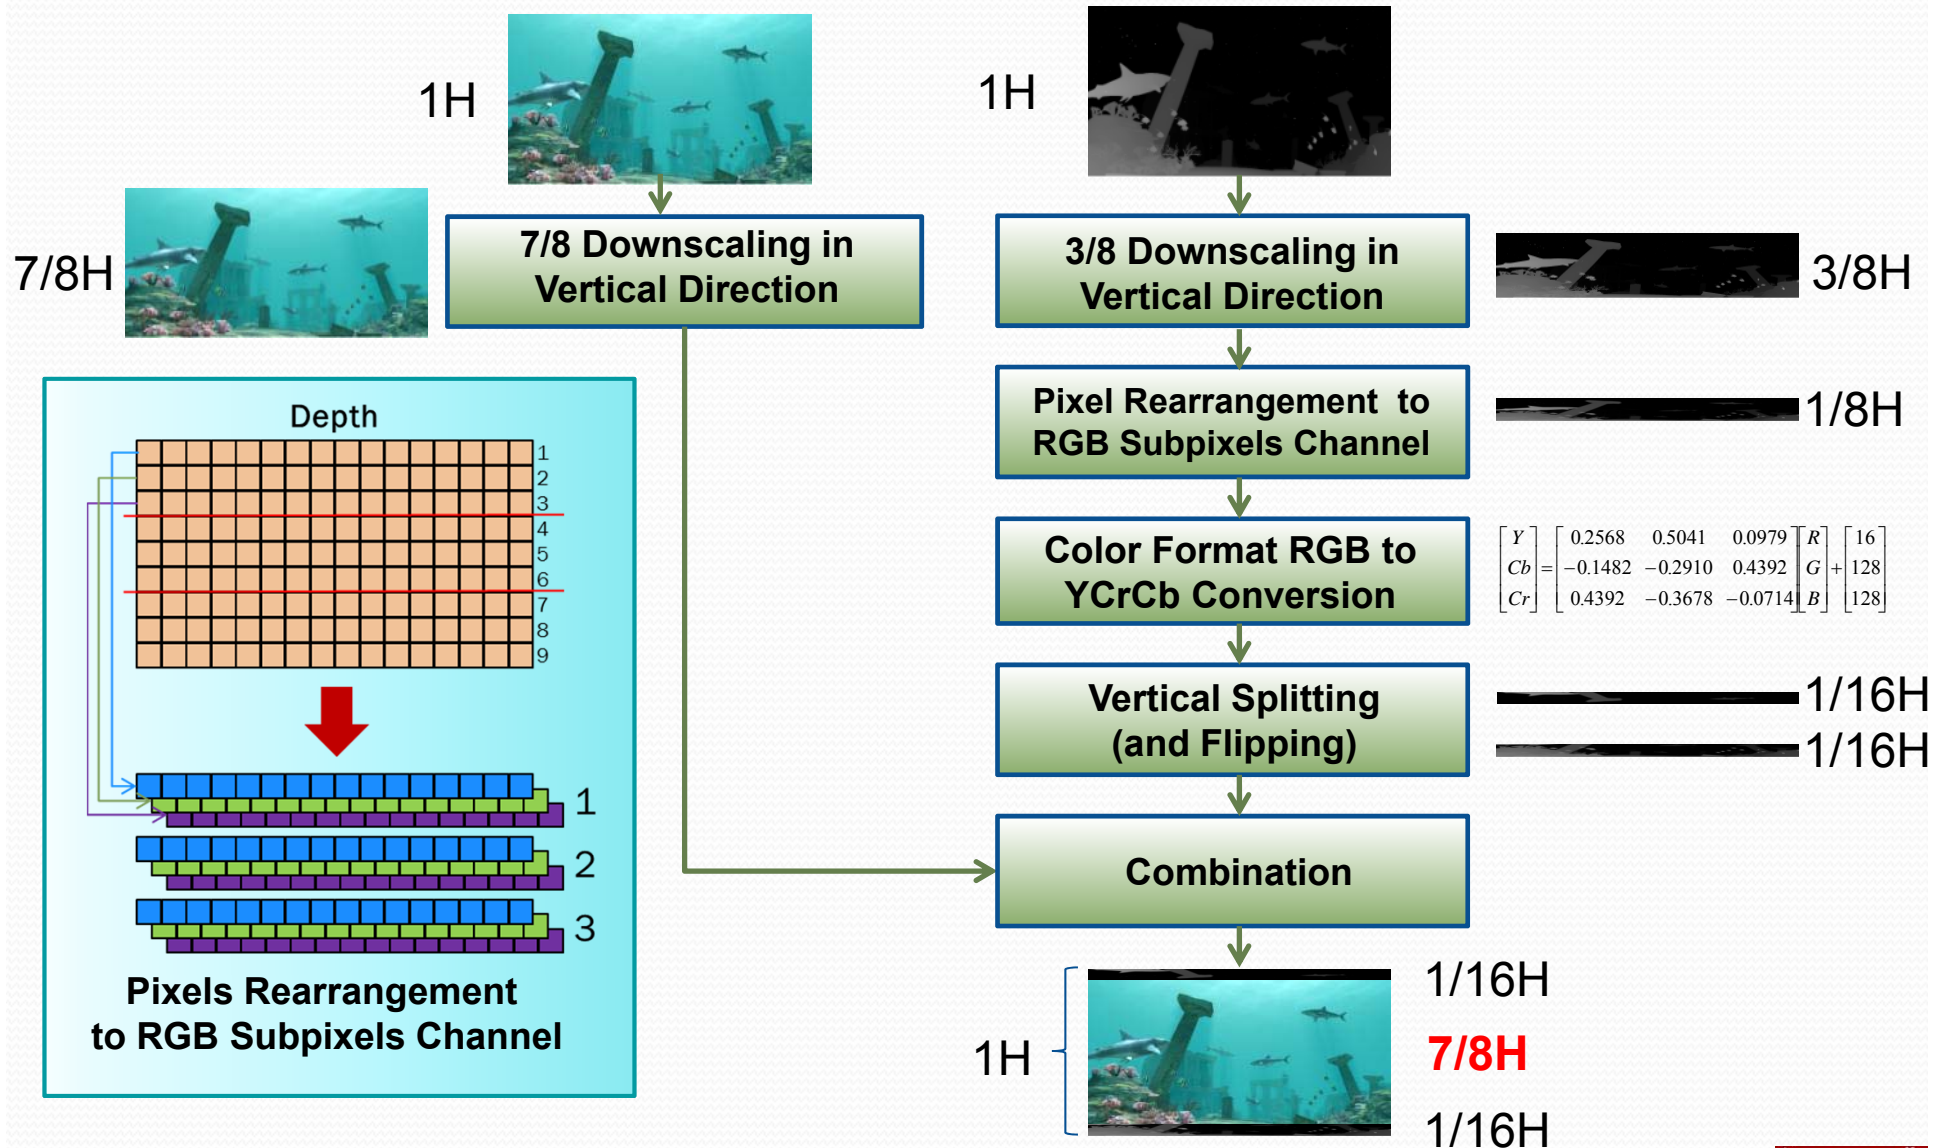 1H
1H
7/8 Downscaling in
Vertical Direction
7/8H
3/8 Downscaling in
Vertical Direction
3/8H
Pixel Rearrangement to
RGB Subpixels Channel
1/8H
Color Format RGB to
YCrCb Conversion
[Y] [0.2568 0.5041 0.0979] [R] [16]
[Cb] = [−0.1482 −0.2910 0.4392] [G] + [128]
[Cr] [0.4392 −0.3678 −0.0714] [B] [128]
Vertical Splitting
(and Flipping)
1/16H
1/16H
Combination
1H
1/16H
7/8H
1/16H
Depth
1
2
3
4
5
6
7
8
9
1
2
3
Pixels Rearrangement
to RGB Subpixels Channel